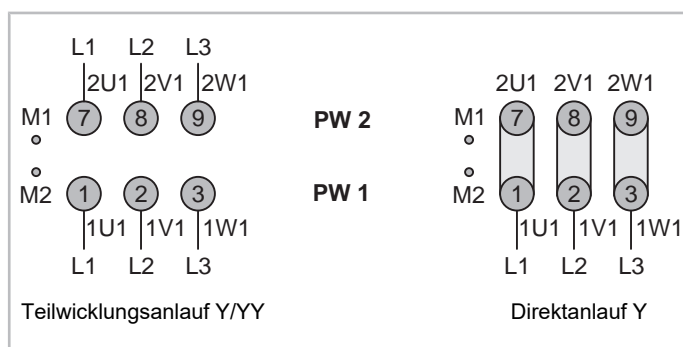 L1 L2 L3
2U1 2V1 2W1 2U1 2V1 2W1
M1 7 8 9 PW 2 M1 7 8 9
M2 1 2 3 PW 1 M2 1 2 3
1U1 1V1 1W1 1U1 1V1 1W1
L1 L2 L3 L1 L2 L3
Teilwicklungsanlauf Y/YY Direktanlauf Y